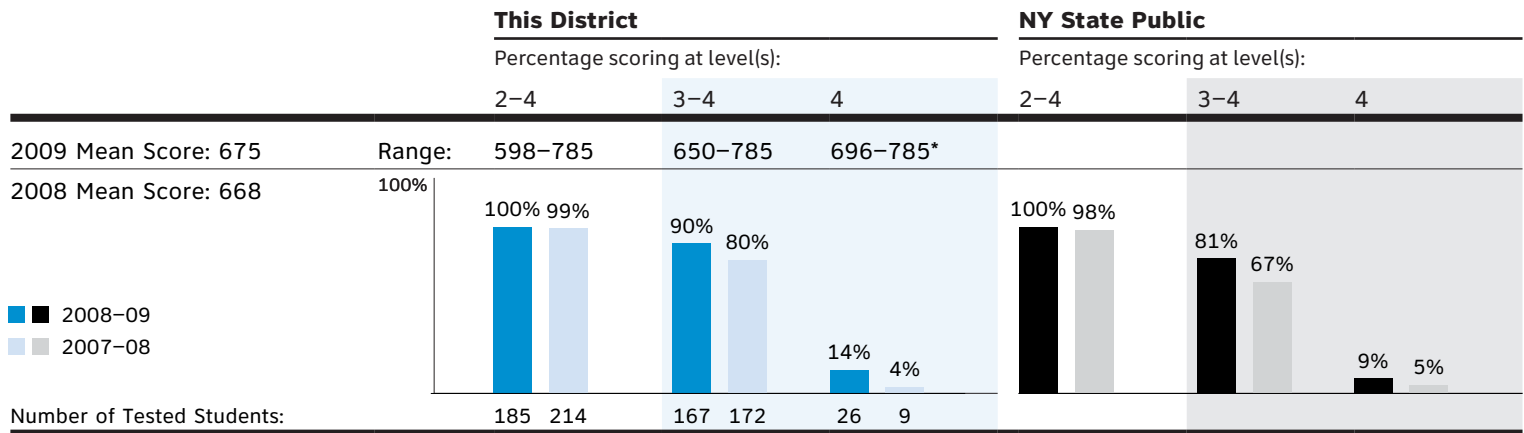 This District NY State Public
Percentage scoring at level(s): Percentage scoring at level(s):
2–4 3–4 4 2–4 3–4 4
2009 Mean Score: 675 Range: 598–785 650–785 696–785*
2008 Mean Score: 668 100%
100% 99% 90% 80% 14% 4% 100% 98% 81% 67% 9% 5%
2008–09
2007–08
Number of Tested Students: 185 214 167 172 26 9